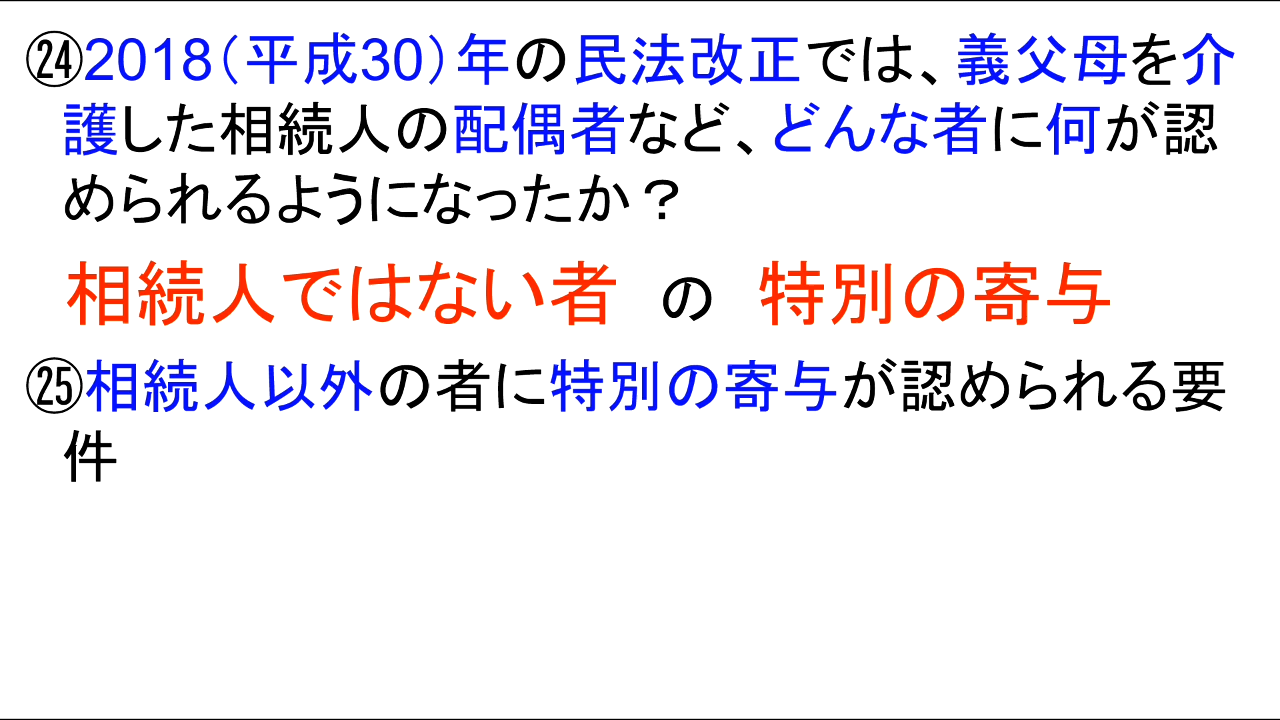 ㉔2018（平成30）年の民法改正では、義父母を介
護した相続人の配偶者など、どんな者に何が認
められるようになったか？
相続人ではない者　の　特別の寄与
㉕相続人以外の者に特別の寄与が認められる要
件